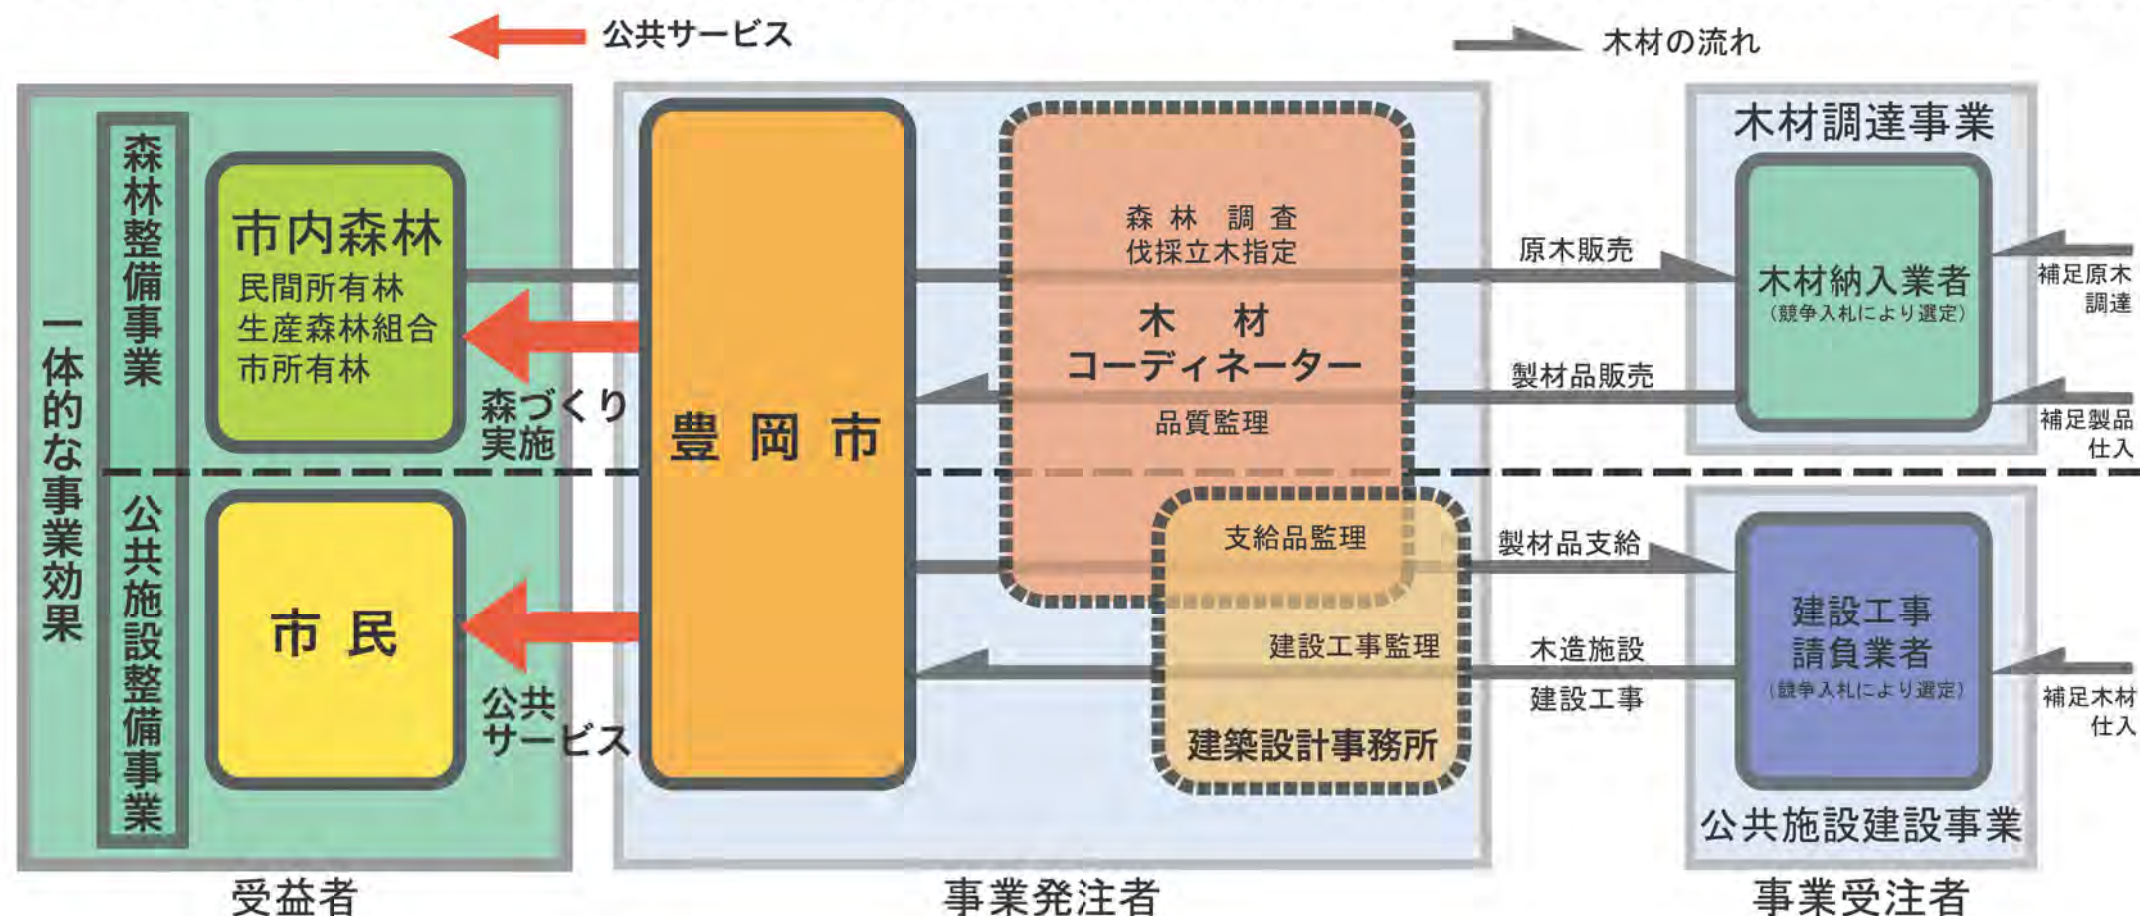 公共サービス
木材の流れ
一体的な事業効果
森林整備事業
公共施設整備事業
市内森林
民間所有林
生産森林組合
市所有林
森づくり
実施
市民
公共
サービス
受益者
豊岡市
森林 調査
伐採立木指定
木 材
コーディネーター
品質監理
支給品監理
建設工事監理
建築設計事務所
事業発注者
原木販売
製材品販売
製材品支給
木造施設
建設工事
木材調達事業
木材納入業者
(競争入札により選定)
補足原木
調達
補足製品
仕入
建設工事
請負業者
(競争入札により選定)
補足木材
仕入
公共施設建設事業
事業受注者